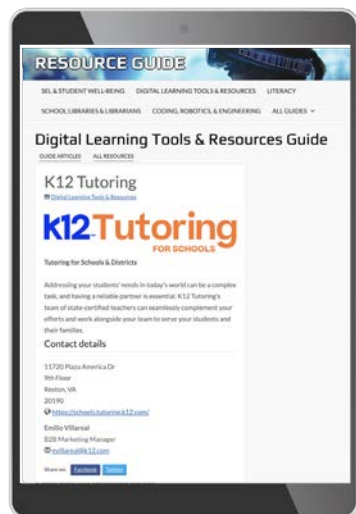 RESOURCE GUIDE
SEL & STUDENT WELL-BEING DIGITAL LEARNING TOOLS & RESOURCES LITERACY
SCHOOL LIBRARIES & LIBRARIANS CODING, ROBOTICS, & ENGINEERING ALL GUIDES
Digital Learning Tools & Resources Guide
GUIDE ARTICLES ALL RESOURCES
K12 Tutoring
Digital Learning Tools & Resources
K12 Tutoring
FOR SCHOOLS
Tutoring for Schools & Districts
Addressing your students' needs in today's world can be a complex
task, and having a reliable partner is essential. K12 Tutoring's
team of state-certified teachers can seamlessly complement your
efforts and work alongside your team to serve your students and
their families.
Contact details
11720 Plaza America Dr
9th Floor
Reston, VA
20190
https://schools.tutoring.k12.com/
Emilio Villareal
B2B Marketing Manager
evillareal@k12.com
Share on: Facebook Twitter